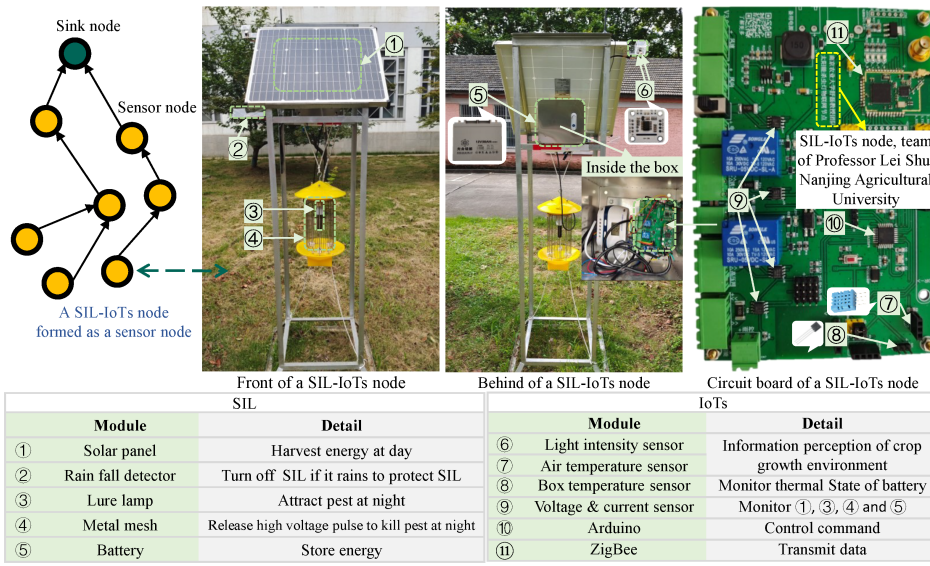 Sink node
Sensor node
A SIL-IoTs node
formed as a sensor node
①
②
③
④
Front of a SIL-IoTs node
⑤
⑥
Inside the box
Behind of a SIL-IoTs node
⑪
SIL-IoTs node, team
of Professor Lei Shu
Nanjing Agricultural
University
⑨
⑩
⑦
⑧
Circuit board of a SIL-IoTs node
SIL
Module Detail
① Solar panel Harvest energy at day
② Rain fall detector Turn off SIL if it rains to protect SIL
③ Lure lamp Attract pest at night
④ Metal mesh Release high voltage pulse to kill pest at night
⑤ Battery Store energy
IoTs
Module Detail
⑥ Light intensity sensor Information perception of crop
⑦ Air temperature sensor growth environment
⑧ Box temperature sensor Monitor thermal State of battery
⑨ Voltage & current sensor Monitor ①, ③, ④ and ⑤
⑩ Arduino Control command
⑪ ZigBee Transmit data